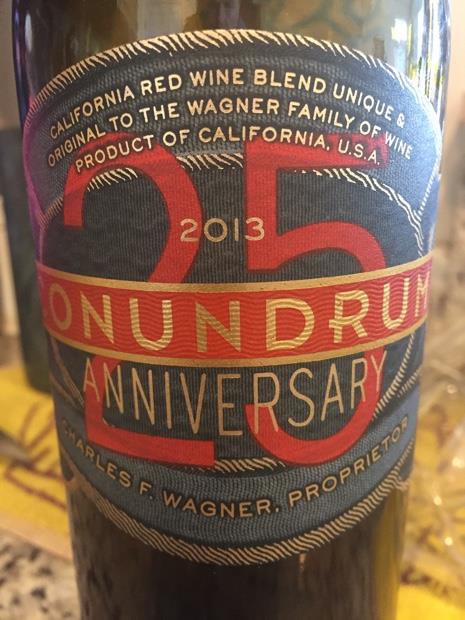 CALIFORNIA RED WINE BLEND UNIQUE &
ORIGINAL TO THE WAGNER FAMILY OF WINE
PRODUCT OF CALIFORNIA, U.S.A.
25
2013
CONUNDRUM
ANNIVERSARY
CHARLES F. WAGNER, PROPRIETOR